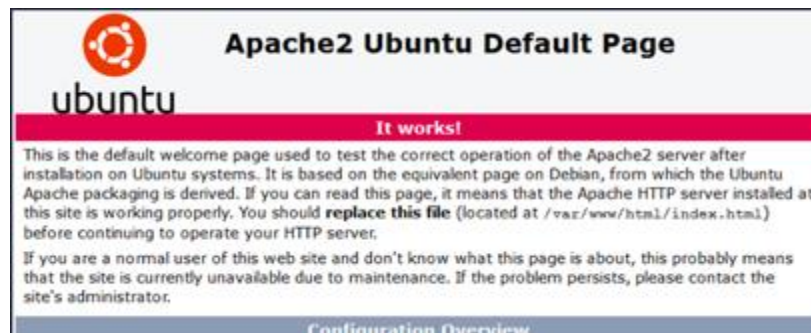 Apache2 Ubuntu Default Page
ubuntu
It works!
This is the default welcome page used to test the correct operation of the Apache2 server after
installation on Ubuntu systems. It is based on the equivalent page on Debian, from which the Ubuntu
Apache packaging is derived. If you can read this page, it means that the Apache HTTP server installed at
this site is working properly. You should replace this file (located at /var/www/html/index.html)
before continuing to operate your HTTP server.
If you are a normal user of this web site and don't know what this page is about, this probably means
that the site is currently unavailable due to maintenance. If the problem persists, please contact the
site's administrator.
Configuration Overview